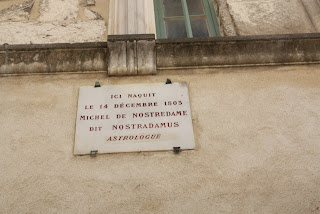 ICI NAQUIT
LE 14 DÉCEMBRE 1503
MICHEL DE NOSTREDAME
DIT NOSTRADAMUS
ASTROLOGUE